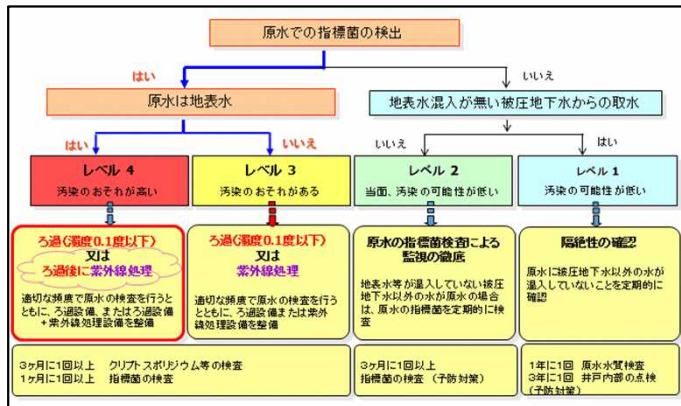 原水での指標菌の検出
はい
いいえ
原水は地表水
地表水混入が無い被圧地下水からの取水
はい
いいえ
いいえ
はい
レベル 4
汚染のおそれが高い
レベル 3
汚染のおそれがある
レベル 2
当面、汚染の可能性が低い
レベル 1
汚染の可能性が低い
ろ過(濁度0.1度以下)
又は
ろ過後に紫外線処理
適切な頻度で原水の検査を行うと
ともに、ろ過設備、またはろ過設備
+紫外線処理設備を整備
ろ過(濁度0.1度以下)
又は
紫外線処理
適切な頻度で原水の検査を行う
とともに、ろ過設備または紫外
線処理設備を整備
原水の指標菌検査による
監視の徹底
地表水等が混入していない被圧
地下水以外の水が原水の場合
は、原水の指標菌を定期的に検
査
隔絶性の確認
原水に被圧地下水以外の水が
混入していないことを定期的に
確認
3ヶ月に1回以上 クリプトスポリジウム等の検査
1ヶ月に1回以上 指標菌の検査
3ヶ月に1回以上
指標菌の検査 (予防対策)
1年に1回 原水水質検査
3年に1回 井戸内部の点検
(予防対策)